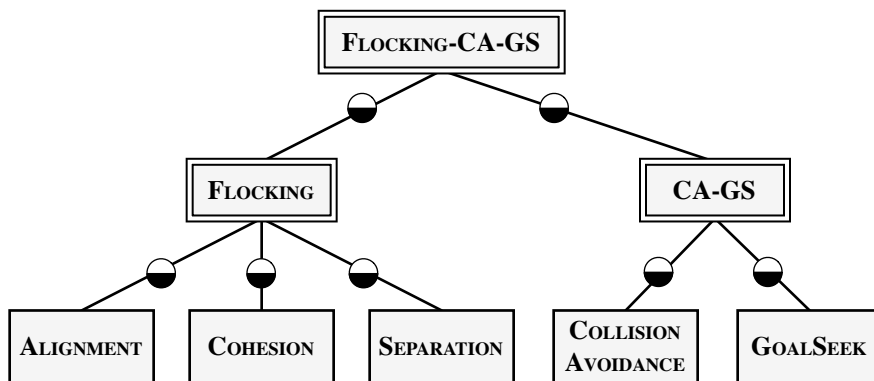 FLOCKING-CA-GS
FLOCKING
CA-GS
ALIGNMENT
COHESION
SEPARATION
COLLISION
AVOIDANCE
GOALSEEK